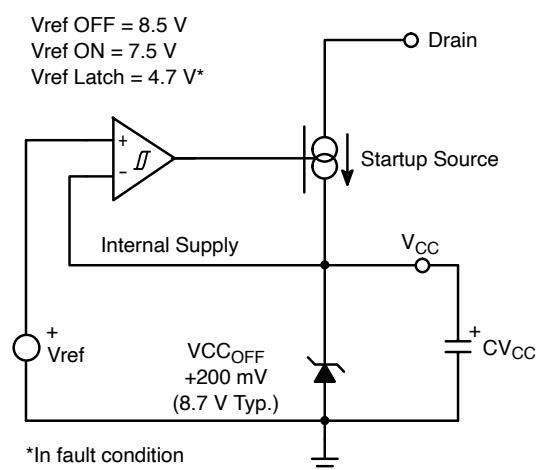 Vref OFF = 8.5 V
Vref ON = 7.5 V
Vref Latch = 4.7 V*
Drain
+
-
Startup Source
Internal Supply
VCC
+
Vref
VCCOFF
+200 mV
(8.7 V Typ.)
+
CVCC
*In fault condition